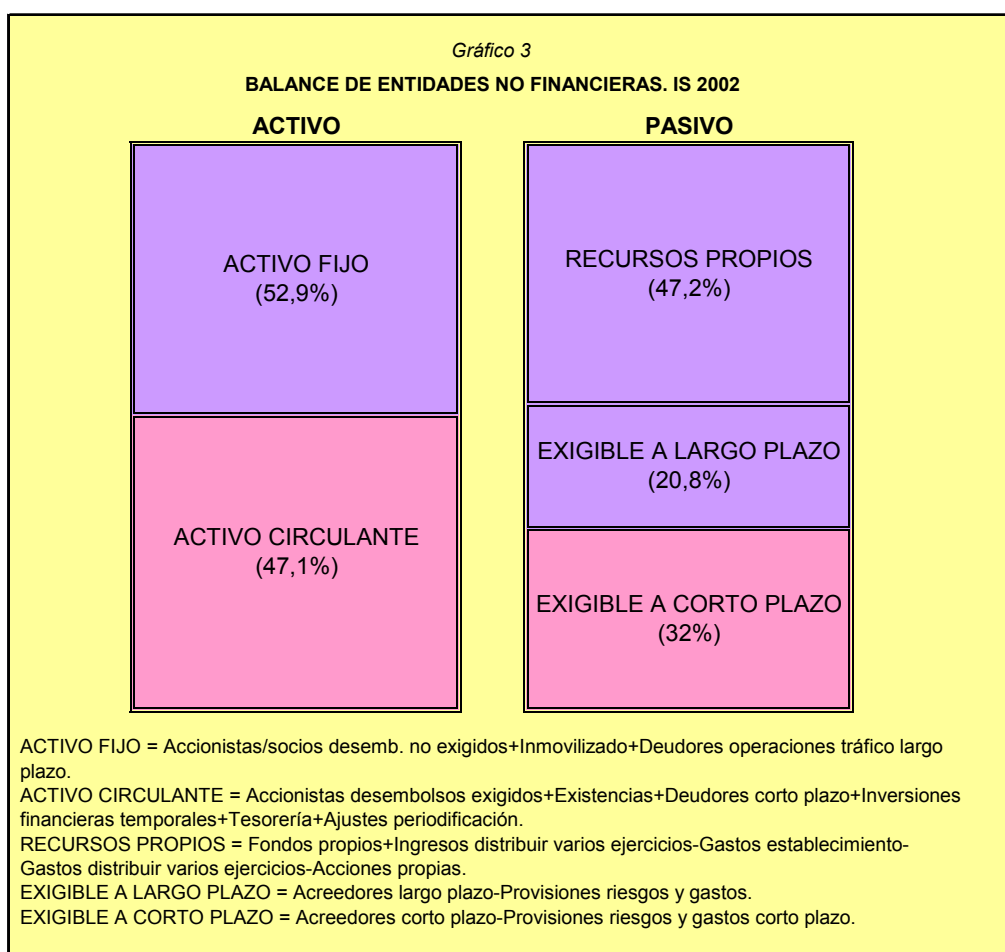 Gráfico 3
BALANCE DE ENTIDADES NO FINANCIERAS. IS 2002
ACTIVO
PASIVO
ACTIVO FIJO
(52,9%)
RECURSOS PROPIOS
(47,2%)
EXIGIBLE A LARGO PLAZO
(20,8%)
ACTIVO CIRCULANTE
(47,1%)
EXIGIBLE A CORTO PLAZO
(32%)
ACTIVO FIJO = Accionistas/socios desemb. no exigidos+Inmovilizado+Deudores operaciones tráfico largo
plazo.
ACTIVO CIRCULANTE = Accionistas desembolsos exigidos+Existencias+Deudores corto plazo+Inversiones
financieras temporales+Tesorería+Ajustes periodificación.
RECURSOS PROPIOS = Fondos propios+Ingresos distribuir varios ejercicios-Gastos establecimiento-
Gastos distribuir varios ejercicios-Acciones propias.
EXIGIBLE A LARGO PLAZO = Acreedores largo plazo-Provisiones riesgos y gastos.
EXIGIBLE A CORTO PLAZO = Acreedores corto plazo-Provisiones riesgos y gastos corto plazo.